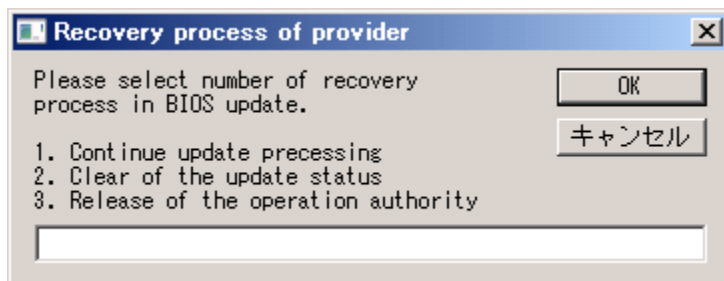 Recovery process of provider
Please select number of recovery
process in BIOS update.
OK
キャンセル
1. Continue update precessing
2. Clear of the update status
3. Release of the operation authority